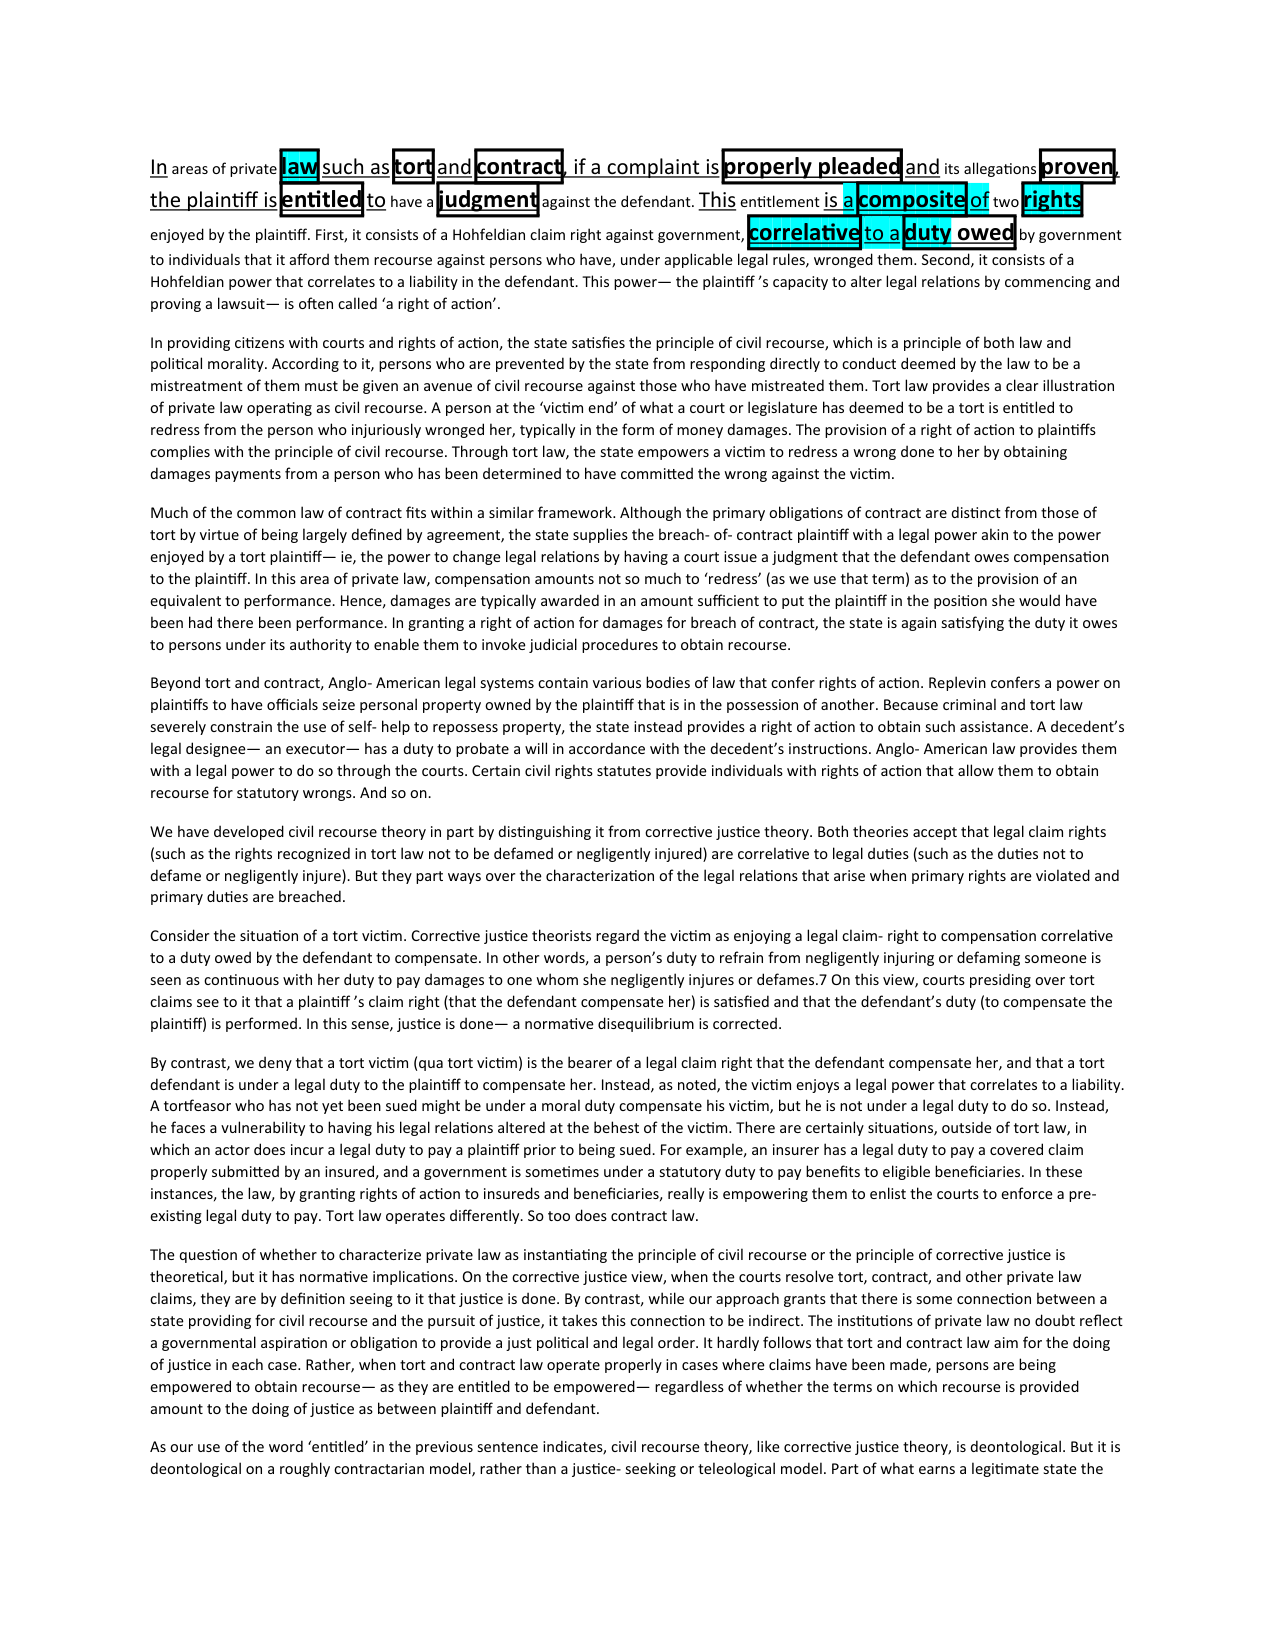 In areas of private law such as tort and contract, if a complaint is properly pleaded and its allegations proven,
the plaintiff is entitled to have a judgment against the defendant. This entitlement is a composite of two rights
enjoyed by the plaintiff. First, it consists of a Hohfeldian claim right against government, correlative to a duty owed by government
to individuals that it afford them recourse against persons who have, under applicable legal rules, wronged them. Second, it consists of a
Hohfeldian power that correlates to a liability in the defendant. This power— the plaintiff ’s capacity to alter legal relations by commencing and
proving a lawsuit— is often called ‘a right of action’.
In providing citizens with courts and rights of action, the state satisfies the principle of civil recourse, which is a principle of both law and
political morality. According to it, persons who are prevented by the state from responding directly to conduct deemed by the law to be a
mistreatment of them must be given an avenue of civil recourse against those who have mistreated them. Tort law provides a clear illustration
of private law operating as civil recourse. A person at the ‘victim end’ of what a court or legislature has deemed to be a tort is entitled to
redress from the person who injuriously wronged her, typically in the form of money damages. The provision of a right of action to plaintiffs
complies with the principle of civil recourse. Through tort law, the state empowers a victim to redress a wrong done to her by obtaining
damages payments from a person who has been determined to have committed the wrong against the victim.
Much of the common law of contract fits within a similar framework. Although the primary obligations of contract are distinct from those of
tort by virtue of being largely defined by agreement, the state supplies the breach- of- contract plaintiff with a legal power akin to the power
enjoyed by a tort plaintiff— ie, the power to change legal relations by having a court issue a judgment that the defendant owes compensation
to the plaintiff. In this area of private law, compensation amounts not so much to ‘redress’ (as we use that term) as to the provision of an
equivalent to performance. Hence, damages are typically awarded in an amount sufficient to put the plaintiff in the position she would have
been had there been performance. In granting a right of action for damages for breach of contract, the state is again satisfying the duty it owes
to persons under its authority to enable them to invoke judicial procedures to obtain recourse.
Beyond tort and contract, Anglo- American legal systems contain various bodies of law that confer rights of action. Replevin confers a power on
plaintiffs to have officials seize personal property owned by the plaintiff that is in the possession of another. Because criminal and tort law
severely constrain the use of self- help to repossess property, the state instead provides a right of action to obtain such assistance. A decedent’s
legal designee— an executor— has a duty to probate a will in accordance with the decedent’s instructions. Anglo- American law provides them
with a legal power to do so through the courts. Certain civil rights statutes provide individuals with rights of action that allow them to obtain
recourse for statutory wrongs. And so on.
We have developed civil recourse theory in part by distinguishing it from corrective justice theory. Both theories accept that legal claim rights
(such as the rights recognized in tort law not to be defamed or negligently injured) are correlative to legal duties (such as the duties not to
defame or negligently injure). But they part ways over the characterization of the legal relations that arise when primary rights are violated and
primary duties are breached.
Consider the situation of a tort victim. Corrective justice theorists regard the victim as enjoying a legal claim- right to compensation correlative
to a duty owed by the defendant to compensate. In other words, a person’s duty to refrain from negligently injuring or defaming someone is
seen as continuous with her duty to pay damages to one whom she negligently injures or defames.7 On this view, courts presiding over tort
claims see to it that a plaintiff ’s claim right (that the defendant compensate her) is satisfied and that the defendant’s duty (to compensate the
plaintiff) is performed. In this sense, justice is done— a normative disequilibrium is corrected.
By contrast, we deny that a tort victim (qua tort victim) is the bearer of a legal claim right that the defendant compensate her, and that a tort
defendant is under a legal duty to the plaintiff to compensate her. Instead, as noted, the victim enjoys a legal power that correlates to a liability.
A tortfeasor who has not yet been sued might be under a moral duty compensate his victim, but he is not under a legal duty to do so. Instead,
he faces a vulnerability to having his legal relations altered at the behest of the victim. There are certainly situations, outside of tort law, in
which an actor does incur a legal duty to pay a plaintiff prior to being sued. For example, an insurer has a legal duty to pay a covered claim
properly submitted by an insured, and a government is sometimes under a statutory duty to pay benefits to eligible beneficiaries. In these
instances, the law, by granting rights of action to insureds and beneficiaries, really is empowering them to enlist the courts to enforce a pre-
existing legal duty to pay. Tort law operates differently. So too does contract law.
The question of whether to characterize private law as instantiating the principle of civil recourse or the principle of corrective justice is
theoretical, but it has normative implications. On the corrective justice view, when the courts resolve tort, contract, and other private law
claims, they are by definition seeing to it that justice is done. By contrast, while our approach grants that there is some connection between a
state providing for civil recourse and the pursuit of justice, it takes this connection to be indirect. The institutions of private law no doubt reflect
a governmental aspiration or obligation to provide a just political and legal order. It hardly follows that tort and contract law aim for the doing
of justice in each case. Rather, when tort and contract law operate properly in cases where claims have been made, persons are being
empowered to obtain recourse— as they are entitled to be empowered— regardless of whether the terms on which recourse is provided
amount to the doing of justice as between plaintiff and defendant.
As our use of the word ‘entitled’ in the previous sentence indicates, civil recourse theory, like corrective justice theory, is deontological. But it is
deontological on a roughly contractarian model, rather than a justice- seeking or teleological model. Part of what earns a legitimate state the